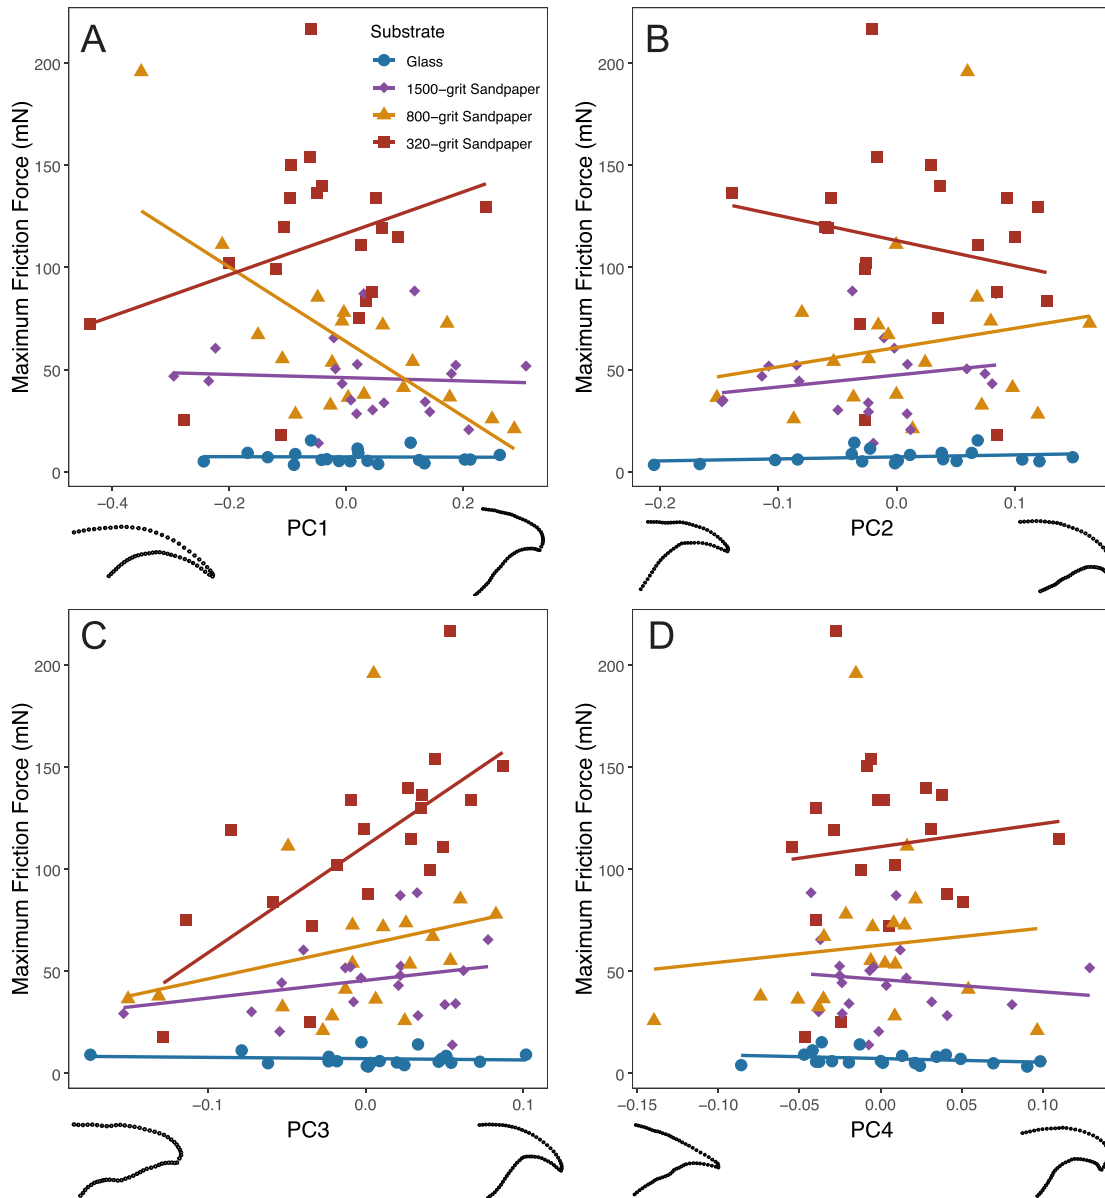 A
Substrate
Glass
1500-grit Sandpaper
800-grit Sandpaper
320-grit Sandpaper
Maximum Friction Force (mN)
200
150
100
50
0
−0.4 −0.2 0.0 0.2
PC1
B
Maximum Friction Force (mN)
200
150
100
50
0
−0.2 −0.1 0.0 0.1
PC2
C
Maximum Friction Force (mN)
200
150
100
50
0
−0.1 0.0 0.1
PC3
D
Maximum Friction Force (mN)
200
150
100
50
0
−0.15 −0.10 −0.05 0.00 0.05 0.10
PC4